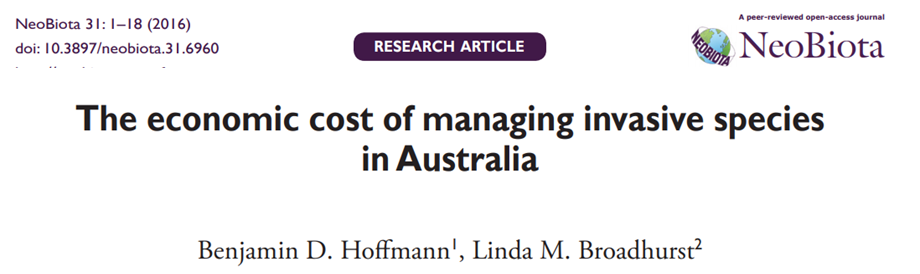 NeoBiota 31: 1–18 (2016)
doi: 10.3897/neobiota.31.6960
RESEARCH ARTICLE
A peer-reviewed open-access journal
NEOBIOTA
NeoBiota
The economic cost of managing invasive species
in Australia
Benjamin D. Hoffmann¹, Linda M. Broadhurst²